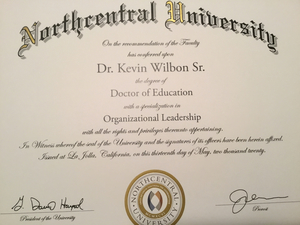 Northcentral University
On the recommendation of the Faculty
has conferred upon
Dr. Kevin Wilbon Sr.
the degree of
Doctor of Education
with a specialization in
Organizational Leadership
with all the rights and privileges thereunto appertaining.
In Witness whereof the seal of the University and the signatures of its officers have been hereto affixed.
Issued at La Jolla, California, on this thirteenth day of May, two thousand twenty.
NORTHCENTRAL
UNIVERSITY
President of the University
Provost